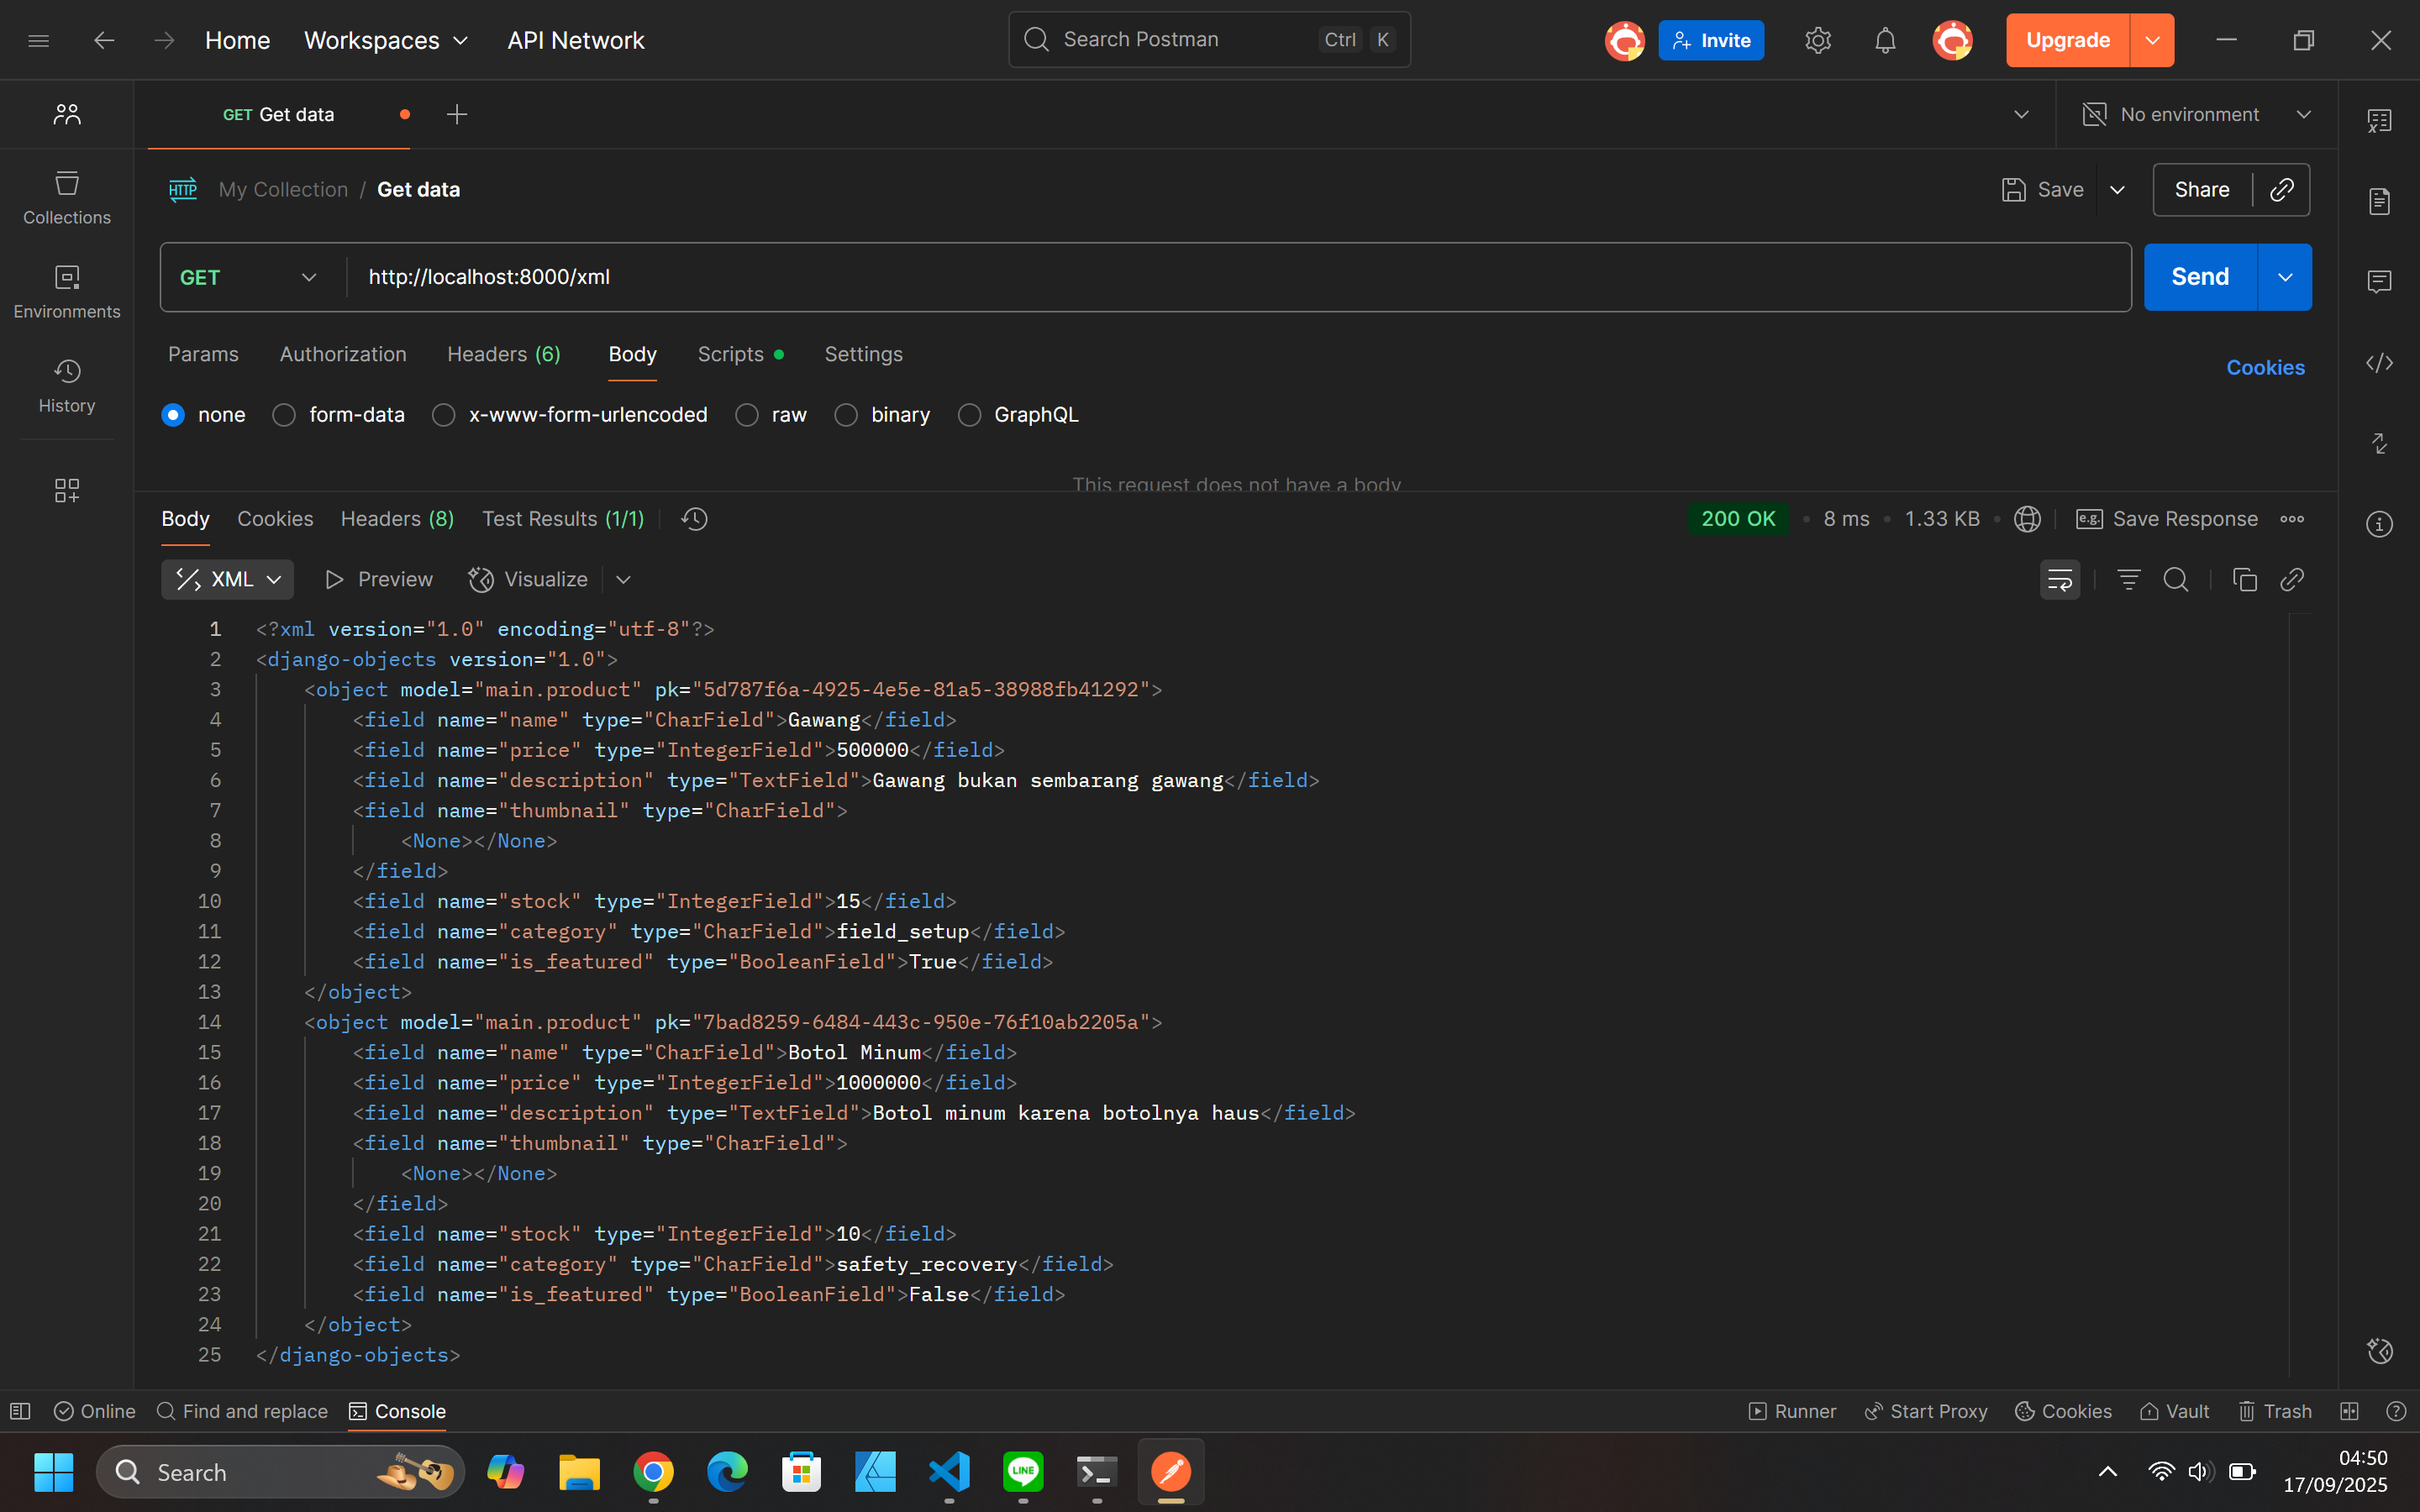 Home Workspaces API Network Search Postman Ctrl K Invite Upgrade
GET Get data No environment
HTTP My Collection / Get data Save Share
GET http://localhost:8000/xml Send
Params Authorization Headers (6) Body Scripts Settings Cookies
none form-data x-www-form-urlencoded raw binary GraphQL
This request does not have a body
Body Cookies Headers (8) Test Results (1/1) 200 OK 8 ms 1.33 KB e.g. Save Response
XML Preview Visualize
1 <?xml version="1.0" encoding="utf-8"?>
2 <django-objects version="1.0">
3 <object model="main.product" pk="5d787f6a-4925-4e5e-81a5-38988fb41292">
4 <field name="name" type="CharField">Gawang</field>
5 <field name="price" type="IntegerField">500000</field>
6 <field name="description" type="TextField">Gawang bukan sembarang gawang</field>
7 <field name="thumbnail" type="CharField">
8 <None></None>
9 </field>
10 <field name="stock" type="IntegerField">15</field>
11 <field name="category" type="CharField">field_setup</field>
12 <field name="is_featured" type="BooleanField">True</field>
13 </object>
14 <object model="main.product" pk="7bad8259-6484-443c-950e-76f10ab2205a">
15 <field name="name" type="CharField">Botol Minum</field>
16 <field name="price" type="IntegerField">1000000</field>
17 <field name="description" type="TextField">Botol minum karena botolnya haus</field>
18 <field name="thumbnail" type="CharField">
19 <None></None>
20 </field>
21 <field name="stock" type="IntegerField">10</field>
22 <field name="category" type="CharField">safety_recovery</field>
23 <field name="is_featured" type="BooleanField">False</field>
24 </object>
25 </django-objects>
Collections
Environments
History
Online Find and replace Console Runner Start Proxy Cookies Vault Trash
Search LINE 04:50
17/09/2025